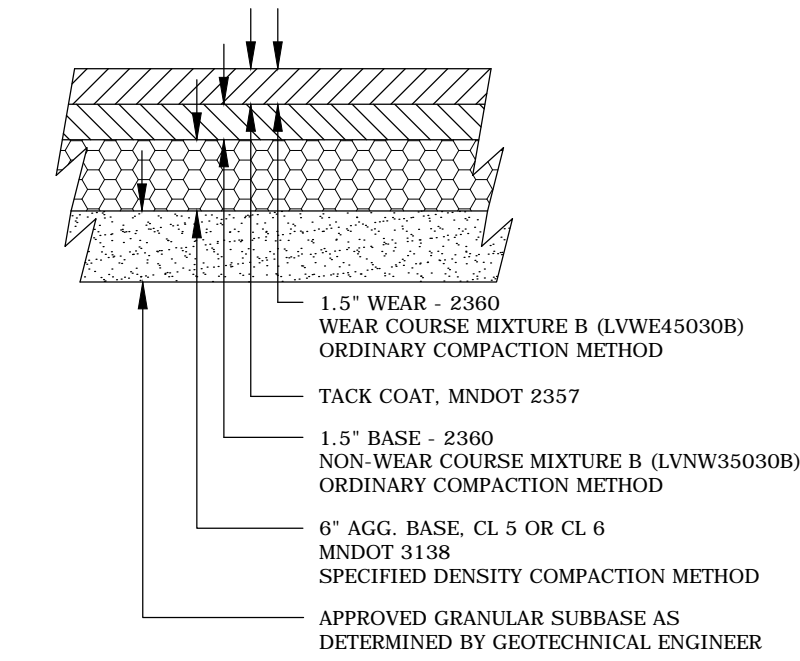 1.5" WEAR - 2360
WEAR COURSE MIXTURE B (LVWE45030B)
ORDINARY COMPACTION METHOD
TACK COAT, MNDOT 2357
1.5" BASE - 2360
NON-WEAR COURSE MIXTURE B (LVNW35030B)
ORDINARY COMPACTION METHOD
6" AGG. BASE, CL 5 OR CL 6
MNDOT 3138
SPECIFIED DENSITY COMPACTION METHOD
APPROVED GRANULAR SUBBASE AS
DETERMINED BY GEOTECHNICAL ENGINEER